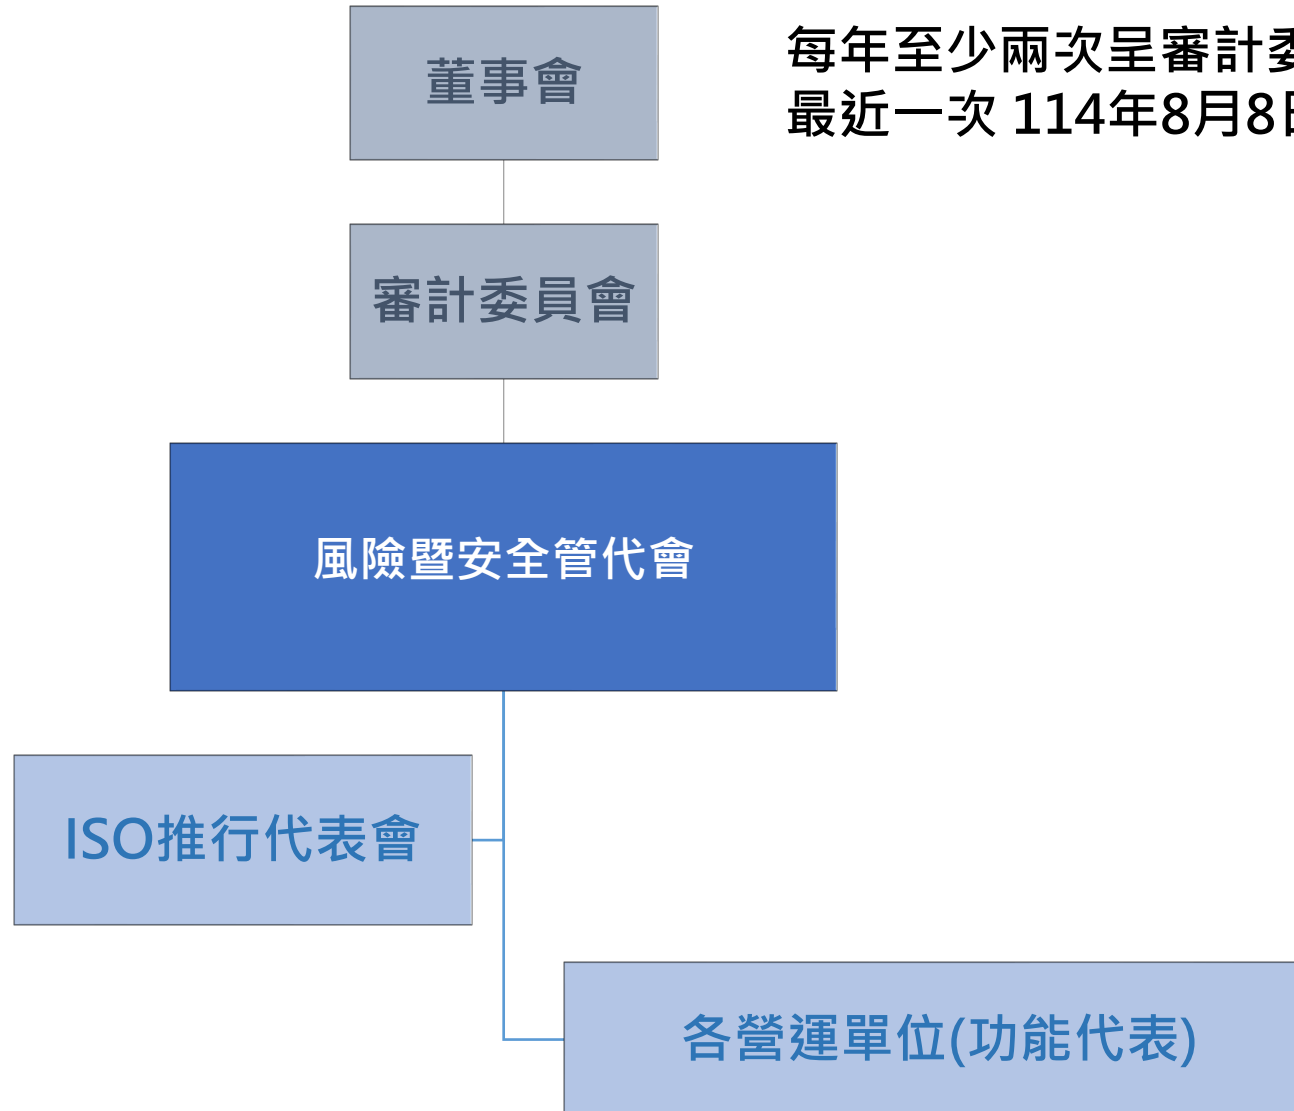 董事會
每年至少兩次呈審計委
最近一次 114年8月8日
審計委員會
風險暨安全管代會
ISO推行代表會
各營運單位(功能代表)